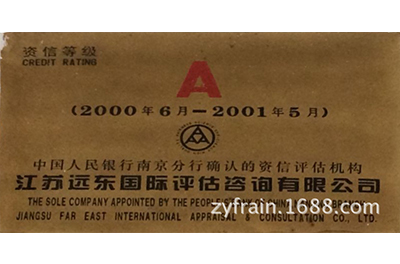 资信等级
CREDIT RATING
A
(2000年6月—2001年5月)
中国人民银行南京分行确认的资信评估机构
江苏远东国际评估咨询有限公司
THE SOLE COMPANY APPOINTED BY THE PEOPLE'S
zyfrain.1688.com
JIANGSU FAR EAST INTERNATIONAL APPRAISAL & CONSULTATION CO., LTD.